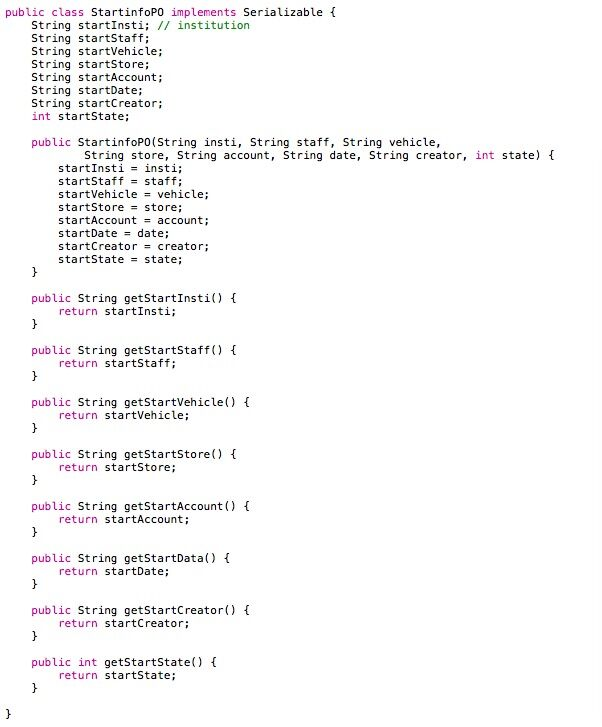 public class StartinfoPO implements Serializable {
    String startInsti; // institution
    String startStaff;
    String startVehicle;
    String startStore;
    String startAccount;
    String startDate;
    String startCreator;
    int startState;

    public StartinfoPO(String insti, String staff, String vehicle,
            String store, String account, String date, String creator, int state) {
        startInsti = insti;
        startStaff = staff;
        startVehicle = vehicle;
        startStore = store;
        startAccount = account;
        startDate = date;
        startCreator = creator;
        startState = state;
    }

    public String getStartInsti() {
        return startInsti;
    }

    public String getStartStaff() {
        return startStaff;
    }

    public String getStartVehicle() {
        return startVehicle;
    }

    public String getStartStore() {
        return startStore;
    }

    public String getStartAccount() {
        return startAccount;
    }

    public String getStartData() {
        return startDate;
    }

    public String getStartCreator() {
        return startCreator;
    }

    public int getStartState() {
        return startState;
    }

}